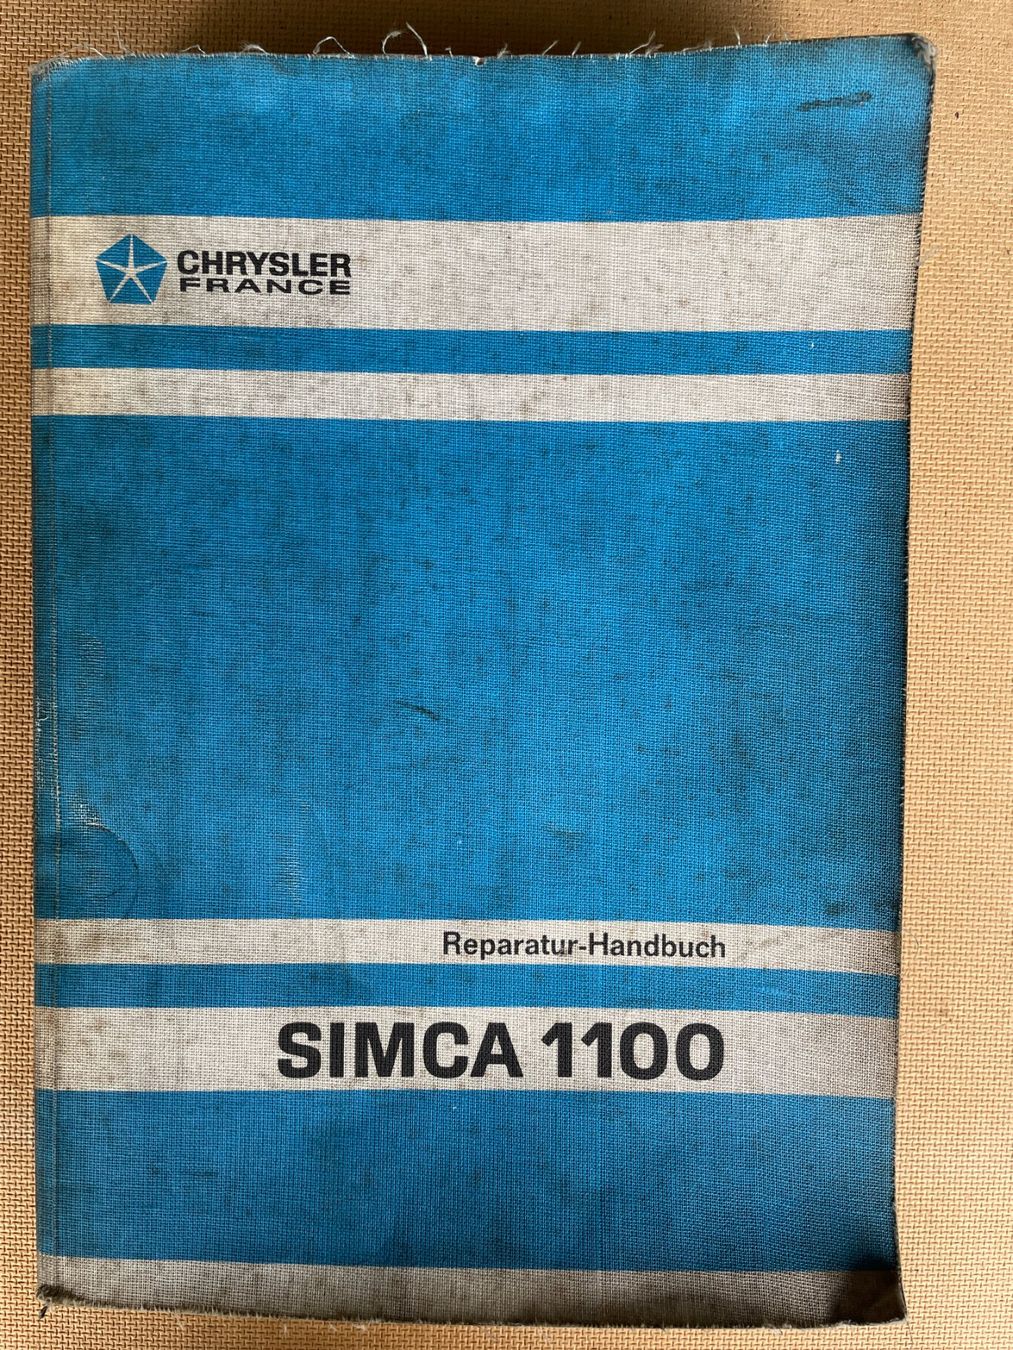 CHRYSLER
FRANCE
Reparatur-Handbuch
SIMCA 1100